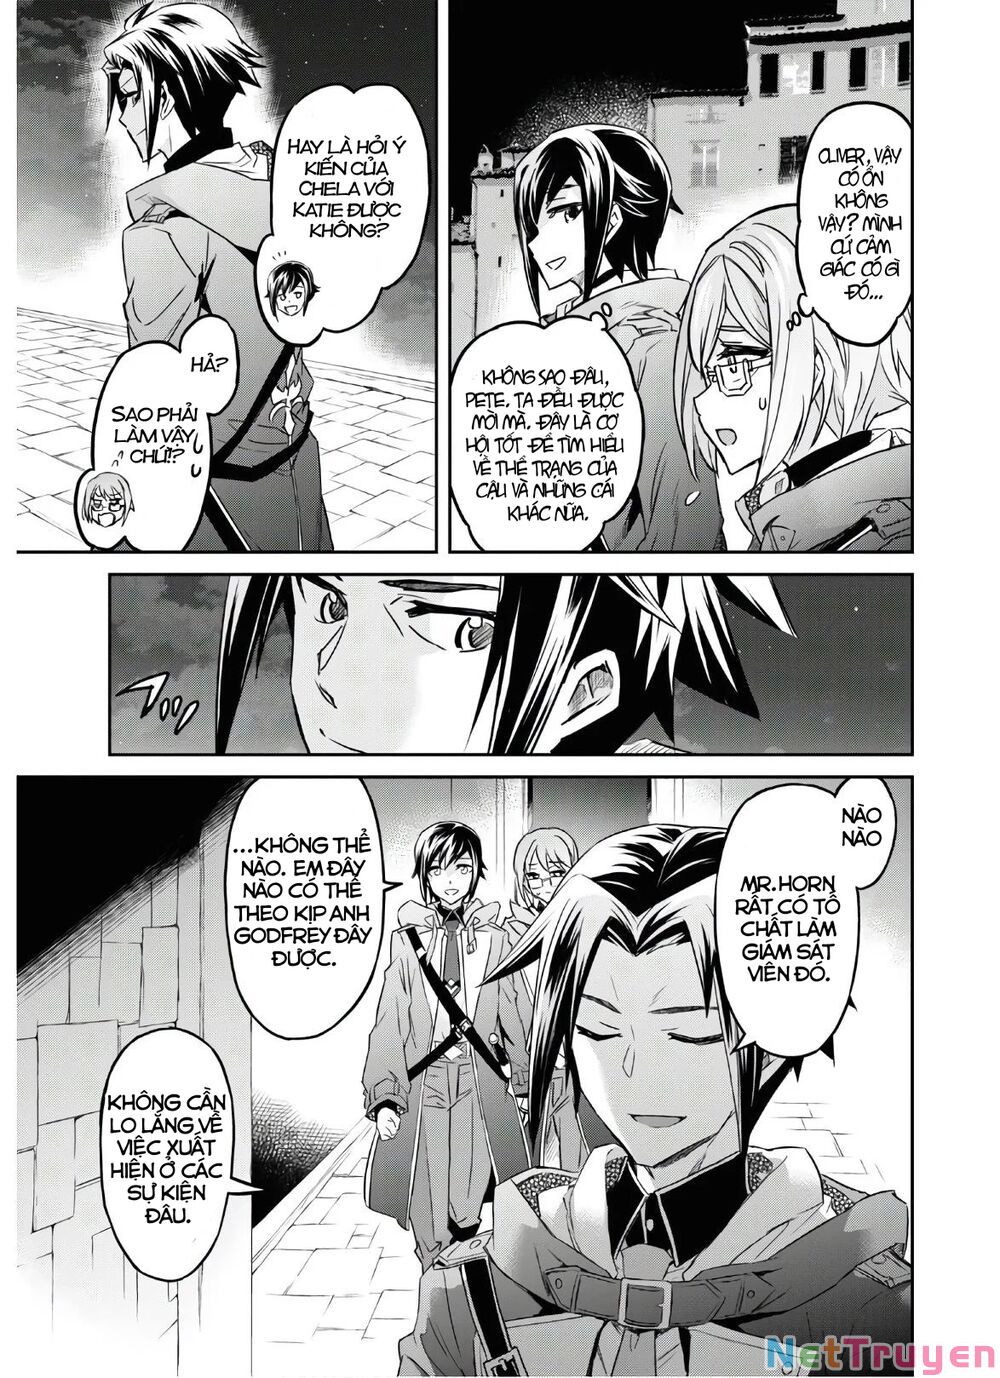 OLIVER, VẬY
CÓ ỔN
KHÔNG
VẬY? MÌNH
CỨ CẢM
GIÁC CÓ GÌ
ĐÓ...
KHÔNG SAO ĐÂU,
PETE. TA ĐỀU ĐƯỢC
MỜI MÀ. ĐÂY LÀ CƠ
HỘI TỐT ĐỂ TÌM HIỂU
VỀ THỂ TRẠNG CỦA
CẬU VÀ NHỮNG CÁI
KHÁC NỮA.
HAY LÀ HỎI Ý
KIẾN CỦA
CHELA VỚI
KATIE ĐƯỢC
KHÔNG?
HẢ?
SAO PHẢI
LÀM VẬY
CHỨ!?
NÀO
NÀO
MR.HORN
RẤT CÓ TỐ
CHẤT LÀM
GIÁM SÁT
VIÊN ĐÓ.
...KHÔNG THỂ
NÀO. EM ĐÂY
NÀO CÓ THỂ
THEO KỊP ANH
GODFREY ĐÂY
ĐƯỢC.
KHÔNG CẦN
LO LẮNG VỀ
VIỆC XUẤT
HIỆN Ở CÁC
SỰ KIỆN
ĐÂU.
NetTruyen